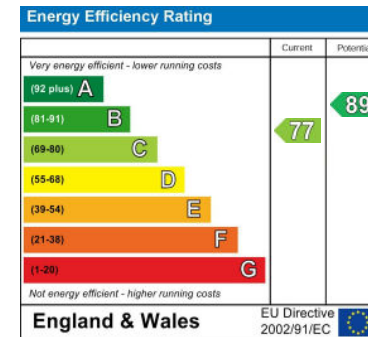 Energy Efficiency Rating
Current Potentia
Very energy efficient - lower running costs
(92 plus) A
(81-91) B
(69-80) C
(55-68) D
(39-54) E
(21-38) F
(1-20) G
77
89
Not energy efficient - higher running costs
England & Wales
EU Directive
2002/91/EC